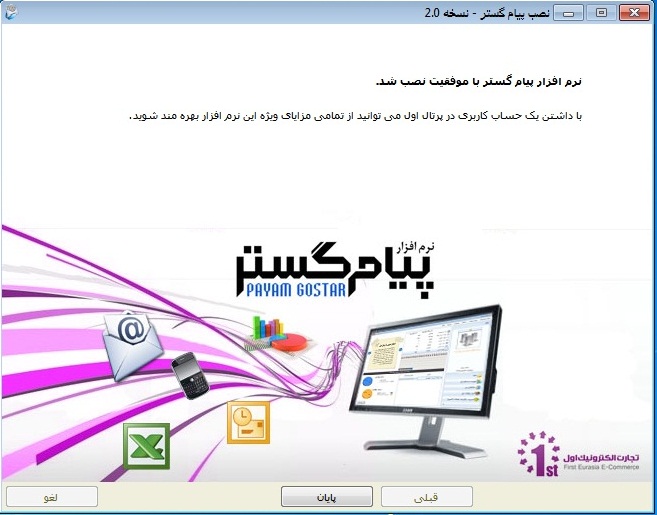 نصب پیام گستر - نسخه 2.0
نرم افزار پیام گستر با موفقیت نصب شد.
با داشتن یک حساب کاربری در پرتال اول می توانید از تمامی مزایای ویژه این نرم افزار بهره مند شوید.
نرم افزار
پیام گستر
PAYAM GOSTAR
@
1st
تجارت الکترونیک اول
First Eurasia E-Commerce
قبلی
پایان
لغو